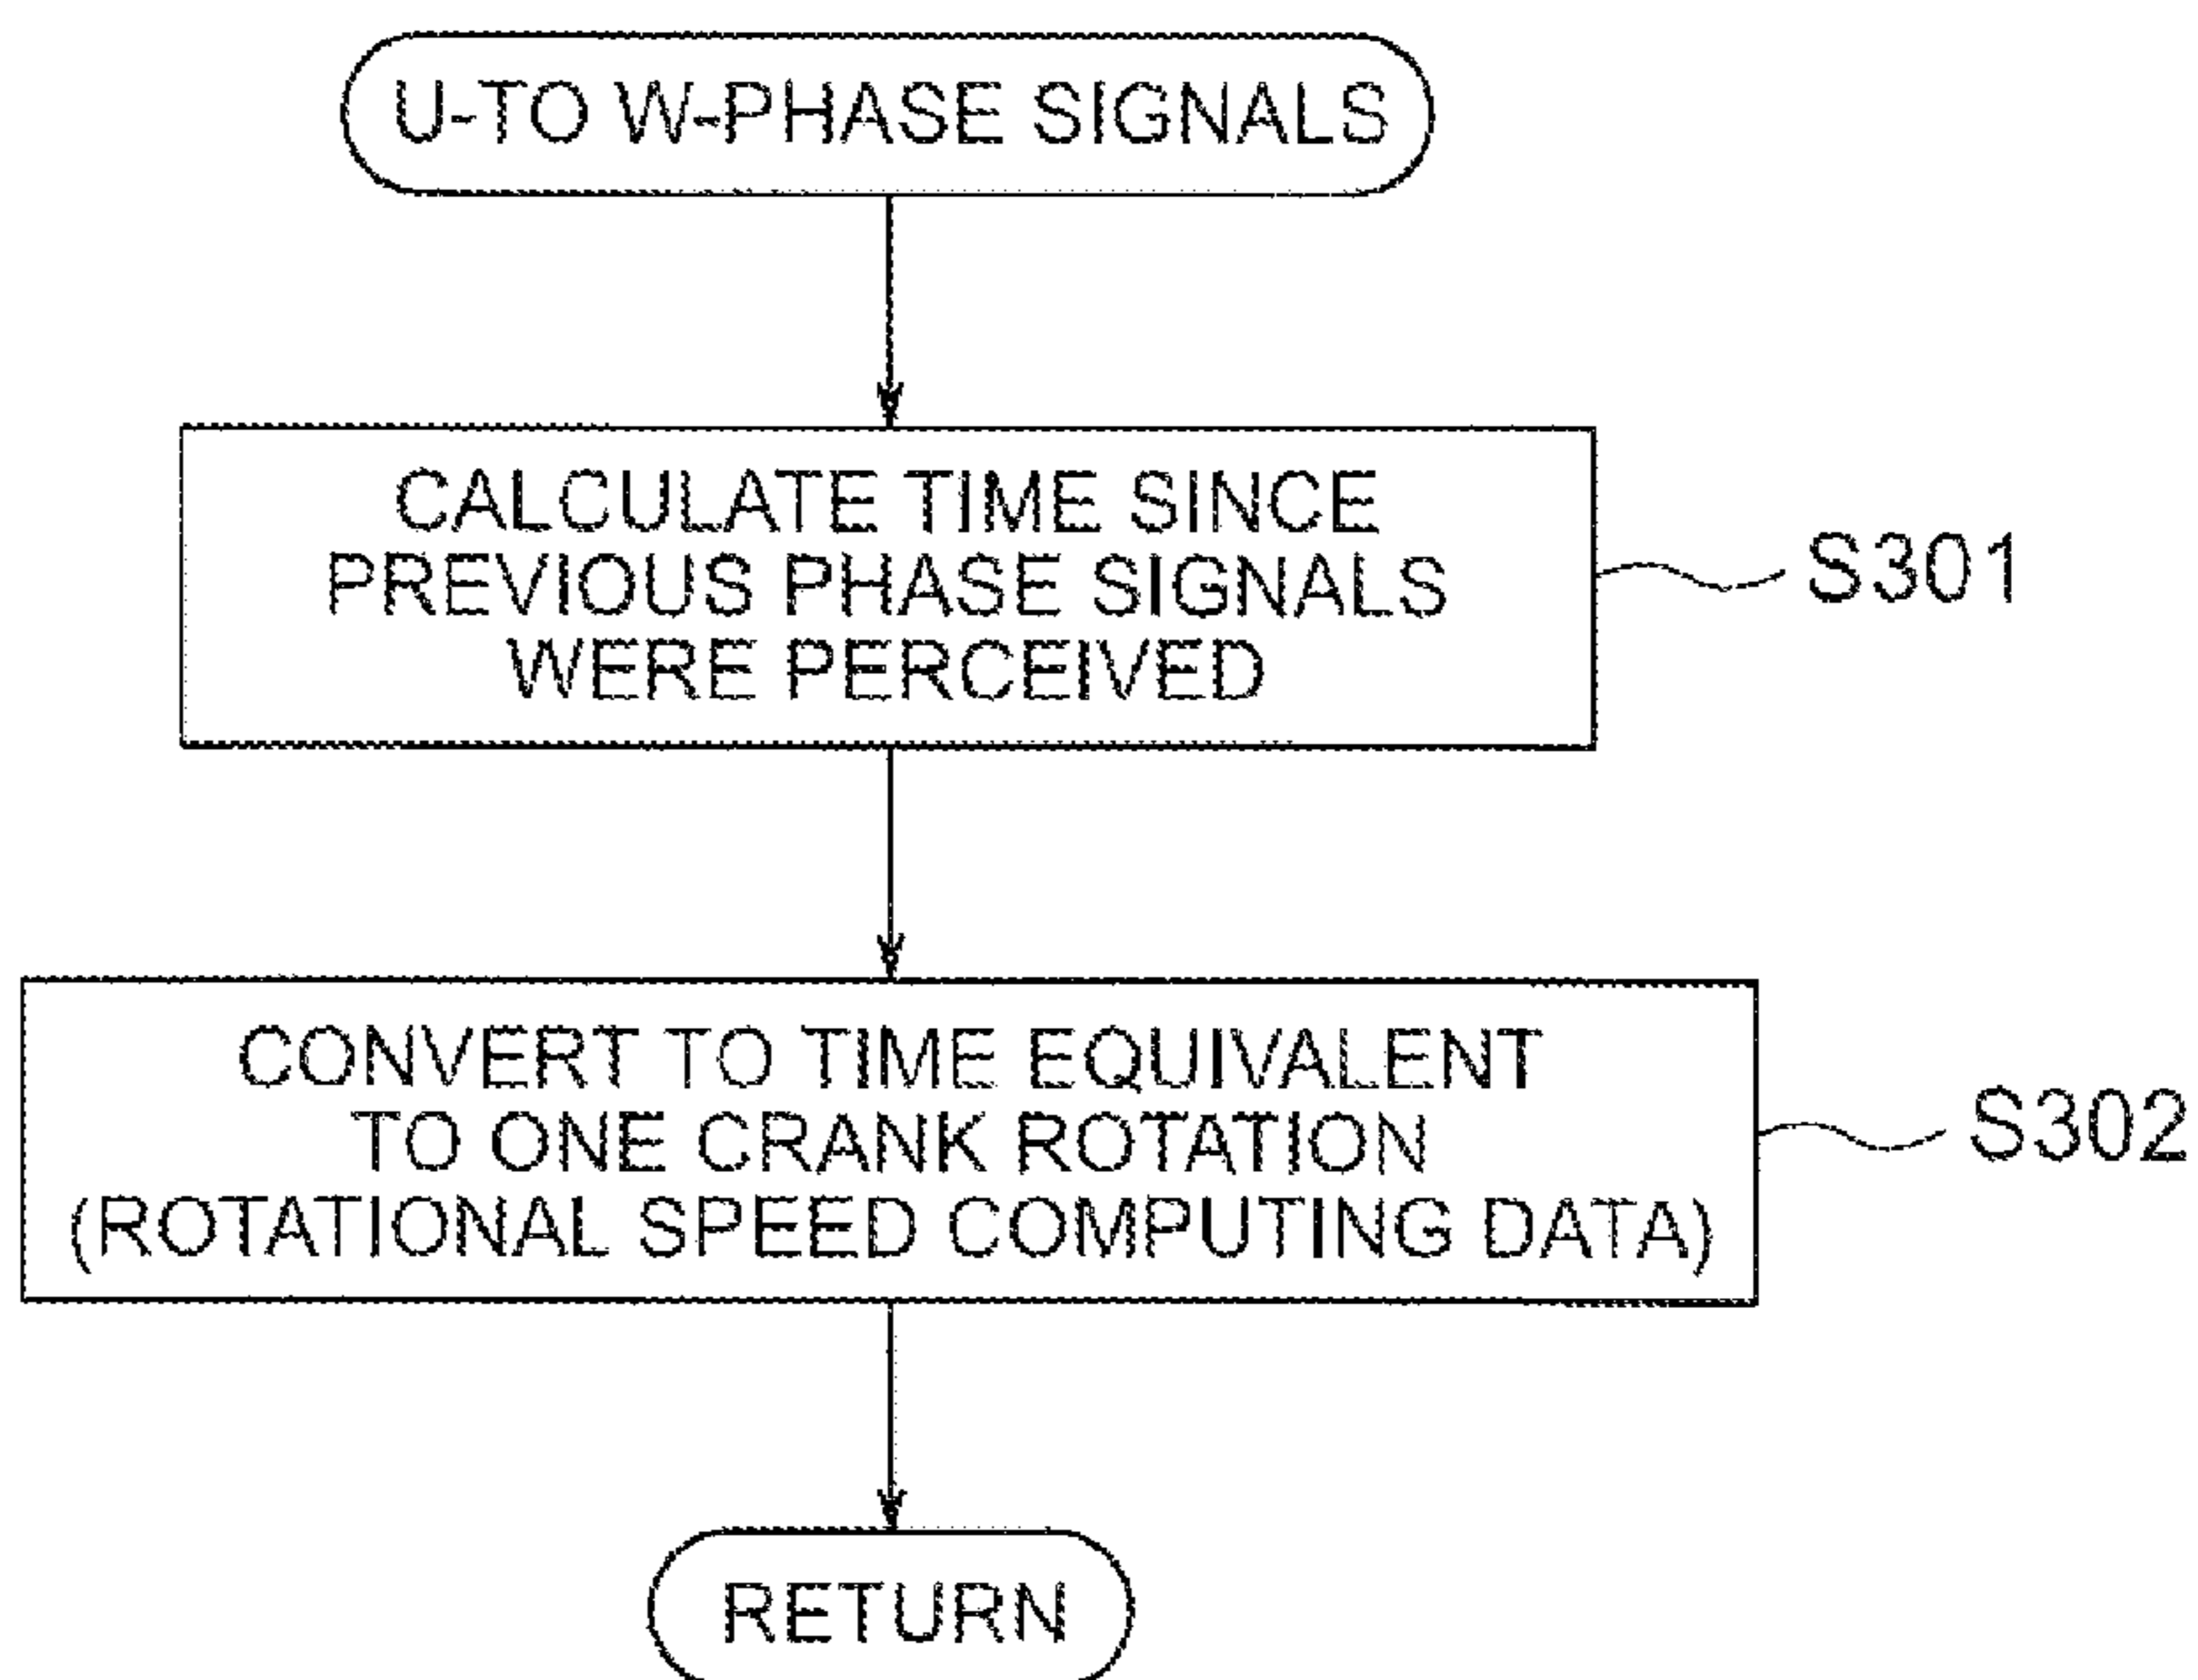 U-TO W-PHASE SIGNALS
CALCULATE TIME SINCE
PREVIOUS PHASE SIGNALS
WERE PERCEIVED
S301
CONVERT TO TIME EQUIVALENT
TO ONE CRANK ROTATION
(ROTATIONAL SPEED COMPUTING DATA)
S302
RETURN